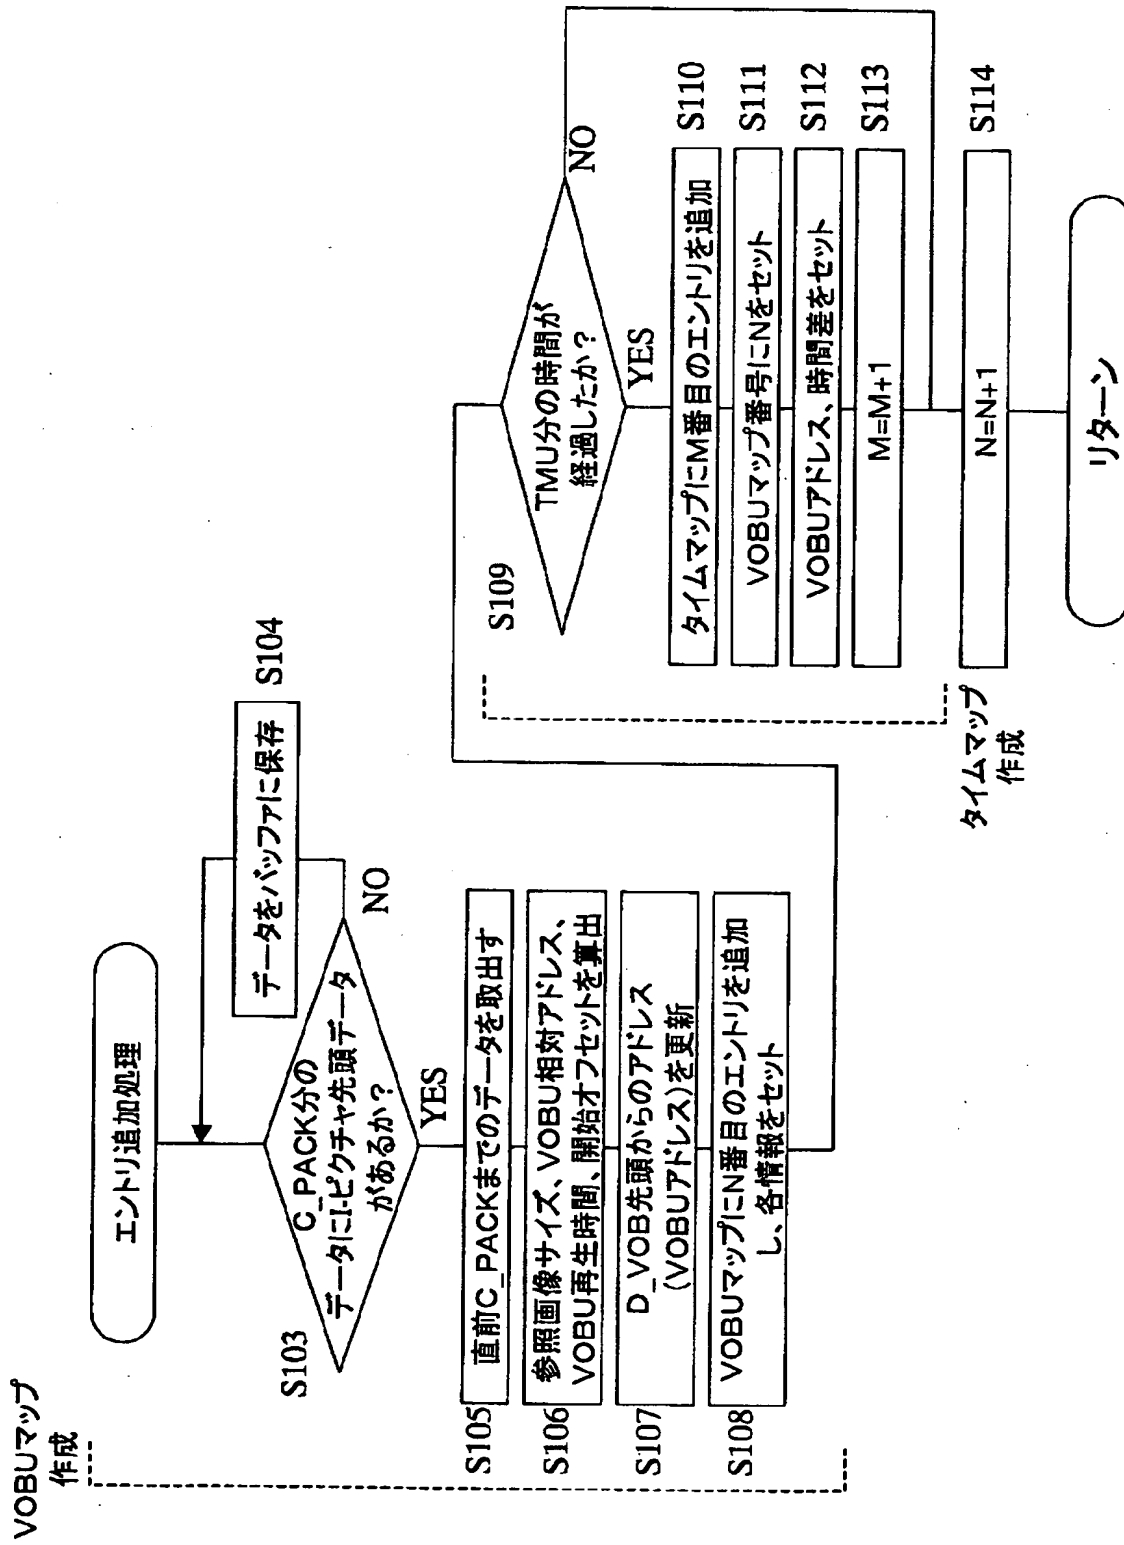 VOBUマップ
作成
エントリ追加処理
S103
C_PACK分の
データにI-ピクチャ先頭データ
があるか?
NO
データをバッファに保存
S104
YES
S105
直前C_PACKまでのデータを取出す
S106
参照画像サイズ、VOBU相対アドレス、
VOBU再生時間、開始オフセットを算出
S107
D_VOB先頭からのアドレス
(VOBUアドレス)を更新
S108
VOBUマップにN番目のエントリを追加
し、各情報をセット
タイムマップ
作成
S109
TMU分の時間が
経過したか?
NO
YES
タイムマップにM番目のエントリを追加
S110
VOBUマップ番号にNをセット
S111
VOBUアドレス、時間差をセット
S112
M=M+1
S113
N=N+1
S114
リターン